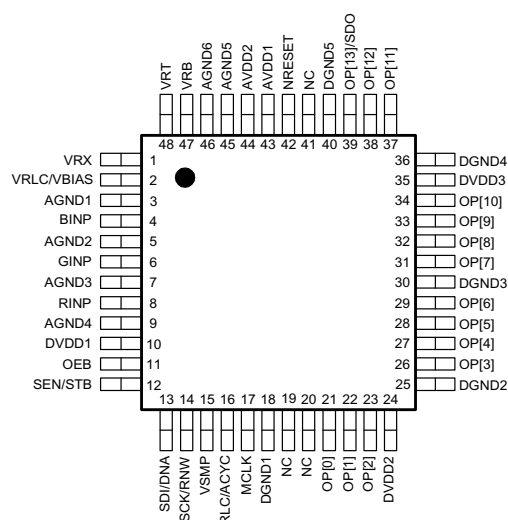 VRT
VRB
AGND6
AGND5
AVDD2
AVDD1
NRESET
NC
DGND5
OP[13]/SDO
OP[12]
OP[11]
48 47 46 45 44 43 42 41 40 39 38 37
VRX 1
VRLC/VBIAS 2
AGND1 3
BINP 4
AGND2 5
GINP 6
AGND3 7
RINP 8
AGND4 9
DVDD1 10
OEB 11
SEN/STB 12
36 DGND4
35 DVDD3
34 OP[10]
33 OP[9]
32 OP[8]
31 OP[7]
30 DGND3
29 OP[6]
28 OP[5]
27 OP[4]
26 OP[3]
25 DGND2
13 14 15 16 17 18 19 20 21 22 23 24
SDI/DNA
SCK/RNW
VSMP
RLC/ACYC
MCLK
DGND1
NC
NC
OP[0]
OP[1]
OP[2]
DVDD2